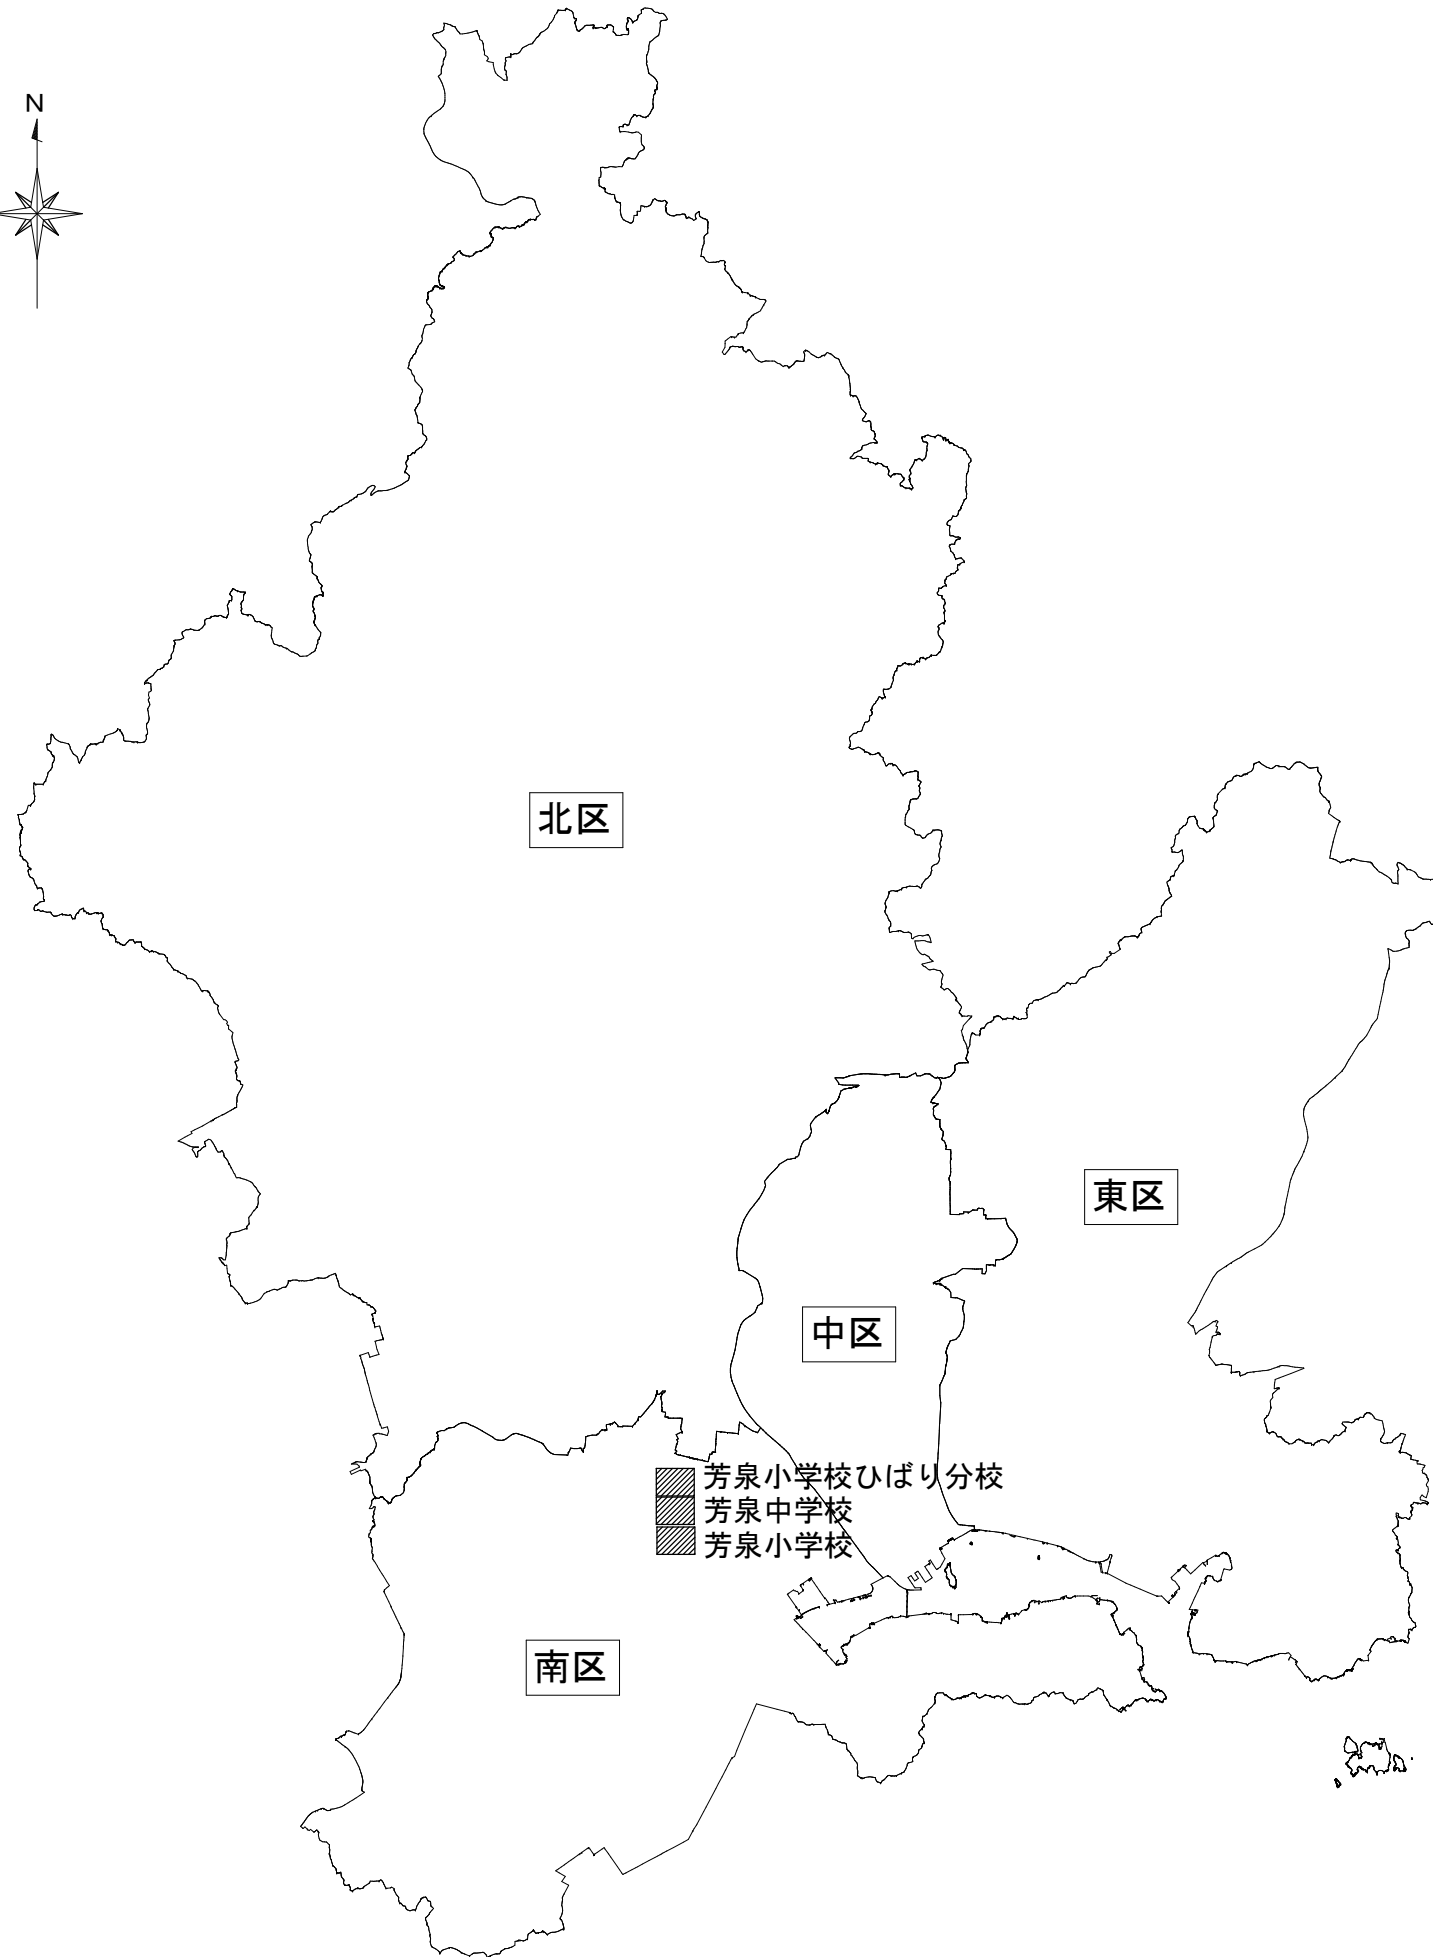 N
北区
東区
中区
芳泉小学校ひばり分校
芳泉中学校
芳泉小学校
南区